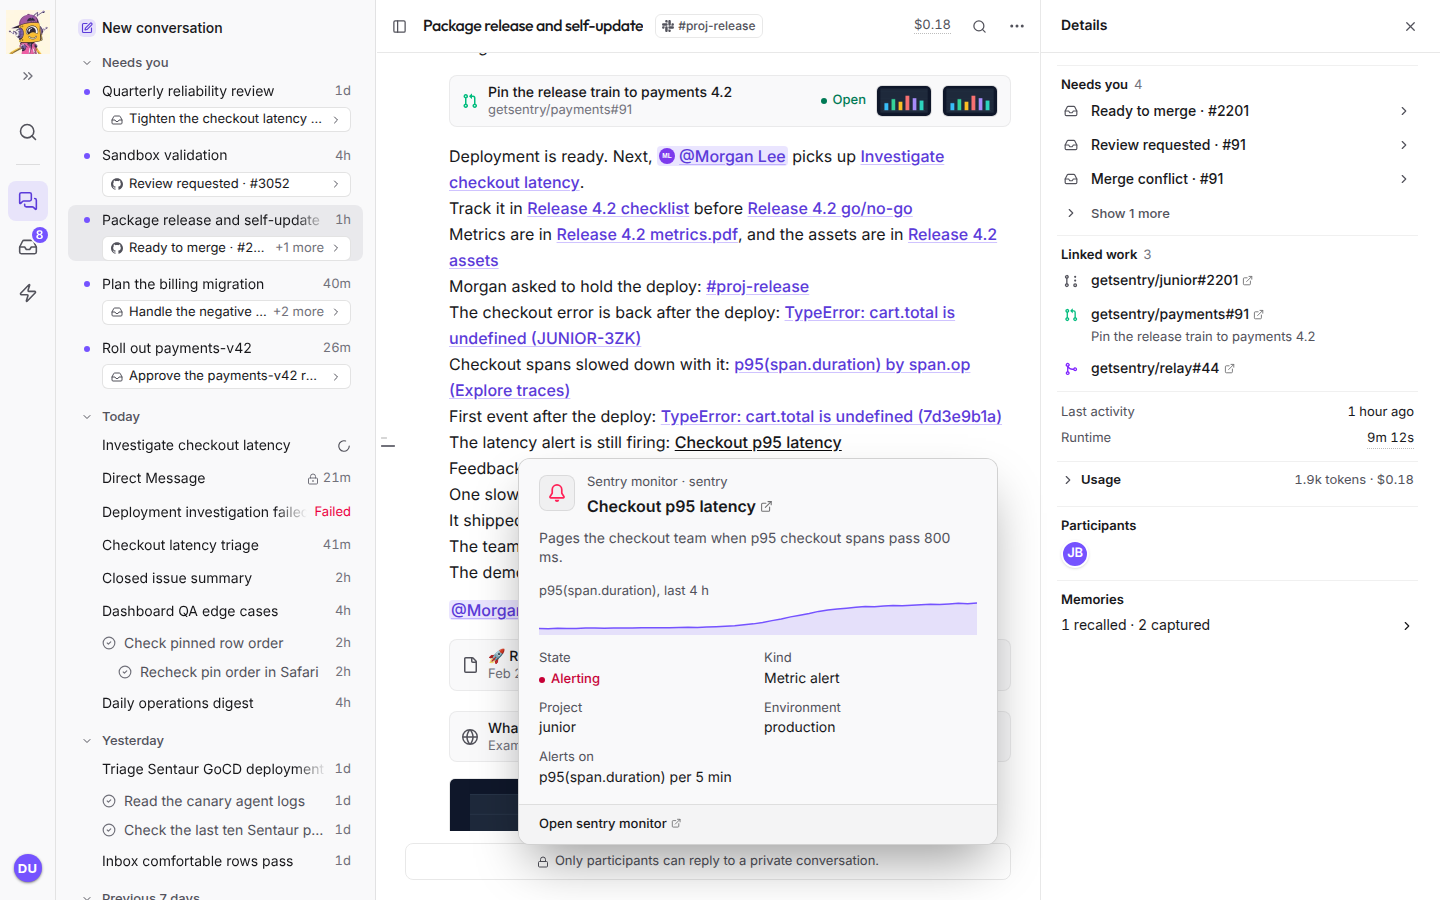 New conversation
Needs you
Quarterly reliability review 1d
Tighten the checkout latency ...
Sandbox validation 4h
Review requested · #3052
Package release and self-update 1h
Ready to merge · #2... +1 more
Plan the billing migration 40m
Handle the negative ... +2 more
Roll out payments-v42 26m
Approve the payments-v42 r...
Today
Investigate checkout latency
Direct Message 21m
Deployment investigation failed Failed
Checkout latency triage 41m
Closed issue summary 2h
Dashboard QA edge cases 4h
Check pinned row order 2h
Recheck pin order in Safari 2h
Daily operations digest 4h
Yesterday
Triage Sentaur GoCD deployment 1d
Read the canary agent logs 1d
Check the last ten Sentaur p... 1d
Inbox comfortable rows pass 1d
Previous 7 days
8
DU
Package release and self-update #proj-release $0.18
Pin the release train to payments 4.2
getsentry/payments#91
Open
Deployment is ready. Next, ML @Morgan Lee picks up Investigate
checkout latency.
Track it in Release 4.2 checklist before Release 4.2 go/no-go
Metrics are in Release 4.2 metrics.pdf, and the assets are in Release 4.2
assets
Morgan asked to hold the deploy: #proj-release
The checkout error is back after the deploy: TypeError: cart.total is
undefined (JUNIOR-3ZK)
Checkout spans slowed down with it: p95(span.duration) by span.op
(Explore traces)
First event after the deploy: TypeError: cart.total is undefined (7d3e9b1a)
The latency alert is still firing: Checkout p95 latency
Feedback
One slow
It shipped
The team
The demo
@Morgan
🚀 R
Feb 2
Wha
Exam
Sentry monitor · sentry
Checkout p95 latency
Pages the checkout team when p95 checkout spans pass 800
ms.
p95(span.duration), last 4 h
State Kind
Alerting Metric alert
Project Environment
junior production
Alerts on
p95(span.duration) per 5 min
Open sentry monitor
Only participants can reply to a private conversation.
Details
Needs you 4
Ready to merge · #2201
Review requested · #91
Merge conflict · #91
Show 1 more
Linked work 3
getsentry/junior#2201
getsentry/payments#91
Pin the release train to payments 4.2
getsentry/relay#44
Last activity 1 hour ago
Runtime 9m 12s
Usage 1.9k tokens · $0.18
Participants
JB
Memories
1 recalled · 2 captured